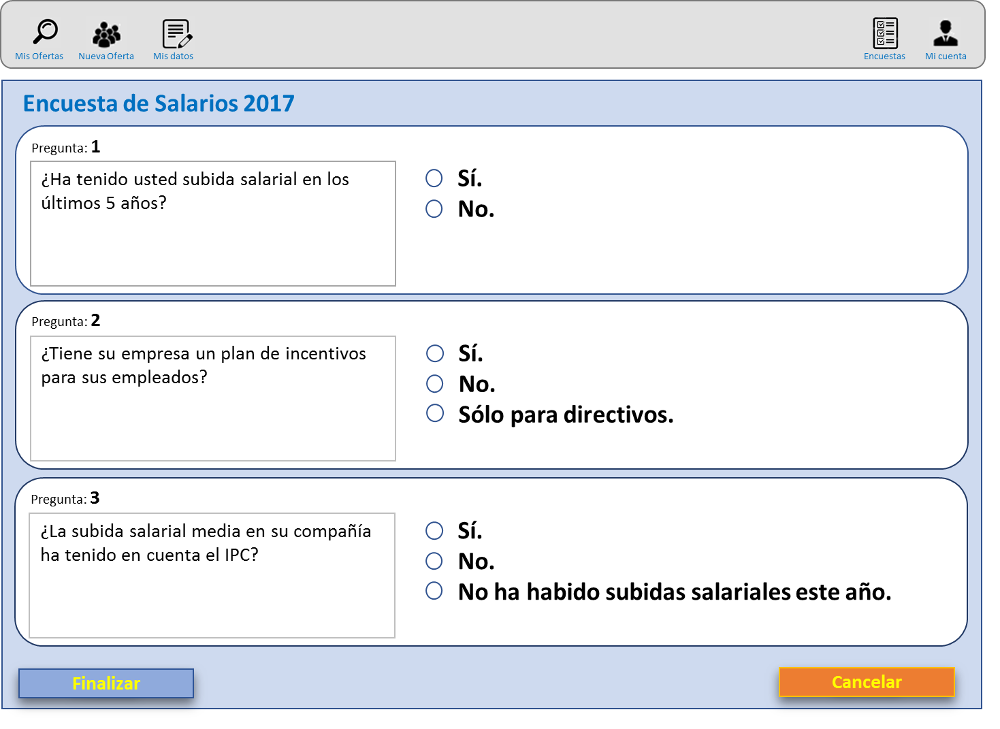 Mis Ofertas
Nueva Oferta
Mis datos
Encuestas
Mi cuenta
Encuesta de Salarios 2017
Pregunta: 1
¿Ha tenido usted subida salarial en los
últimos 5 años?
Sí.
No.
Pregunta: 2
¿Tiene su empresa un plan de incentivos
para sus empleados?
Sí.
No.
Sólo para directivos.
Pregunta: 3
¿La subida salarial media en su compañía
ha tenido en cuenta el IPC?
Sí.
No.
No ha habido subidas salariales este año.
Finalizar
Cancelar